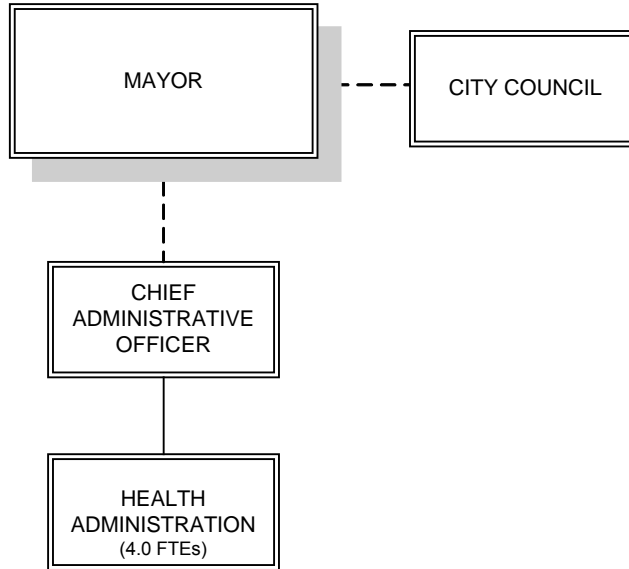 MAYOR
CITY COUNCIL
CHIEF
ADMINISTRATIVE
OFFICER
HEALTH
ADMINISTRATION
(4.0 FTEs)